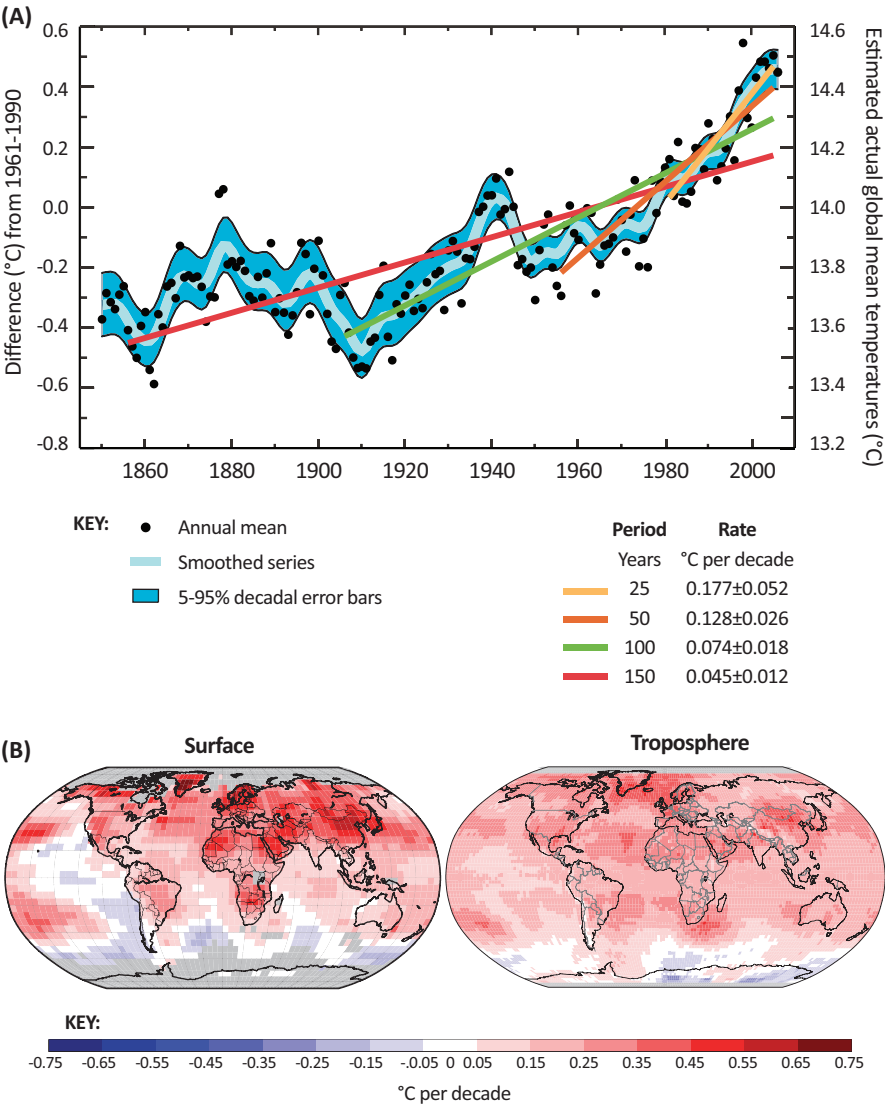 (A)
Difference (°C) from 1961-1990
0.6
0.4
0.2
0.0
-0.2
-0.4
-0.6
-0.8
14.6
14.4
14.2
14.0
13.8
13.6
13.4
13.2
Estimated actual global mean temperatures (°C)
1860 1880 1900 1920 1940 1960 1980 2000
KEY:
Annual mean
Smoothed series
5-95% decadal error bars
Period Rate
Years °C per decade
25 0.177±0.052
50 0.128±0.026
100 0.074±0.018
150 0.045±0.012
(B)
Surface
Troposphere
KEY:
-0.75 -0.65 -0.55 -0.45 -0.35 -0.25 -0.15 -0.05 0 0.05 0.15 0.25 0.35 0.45 0.55 0.65 0.75
°C per decade